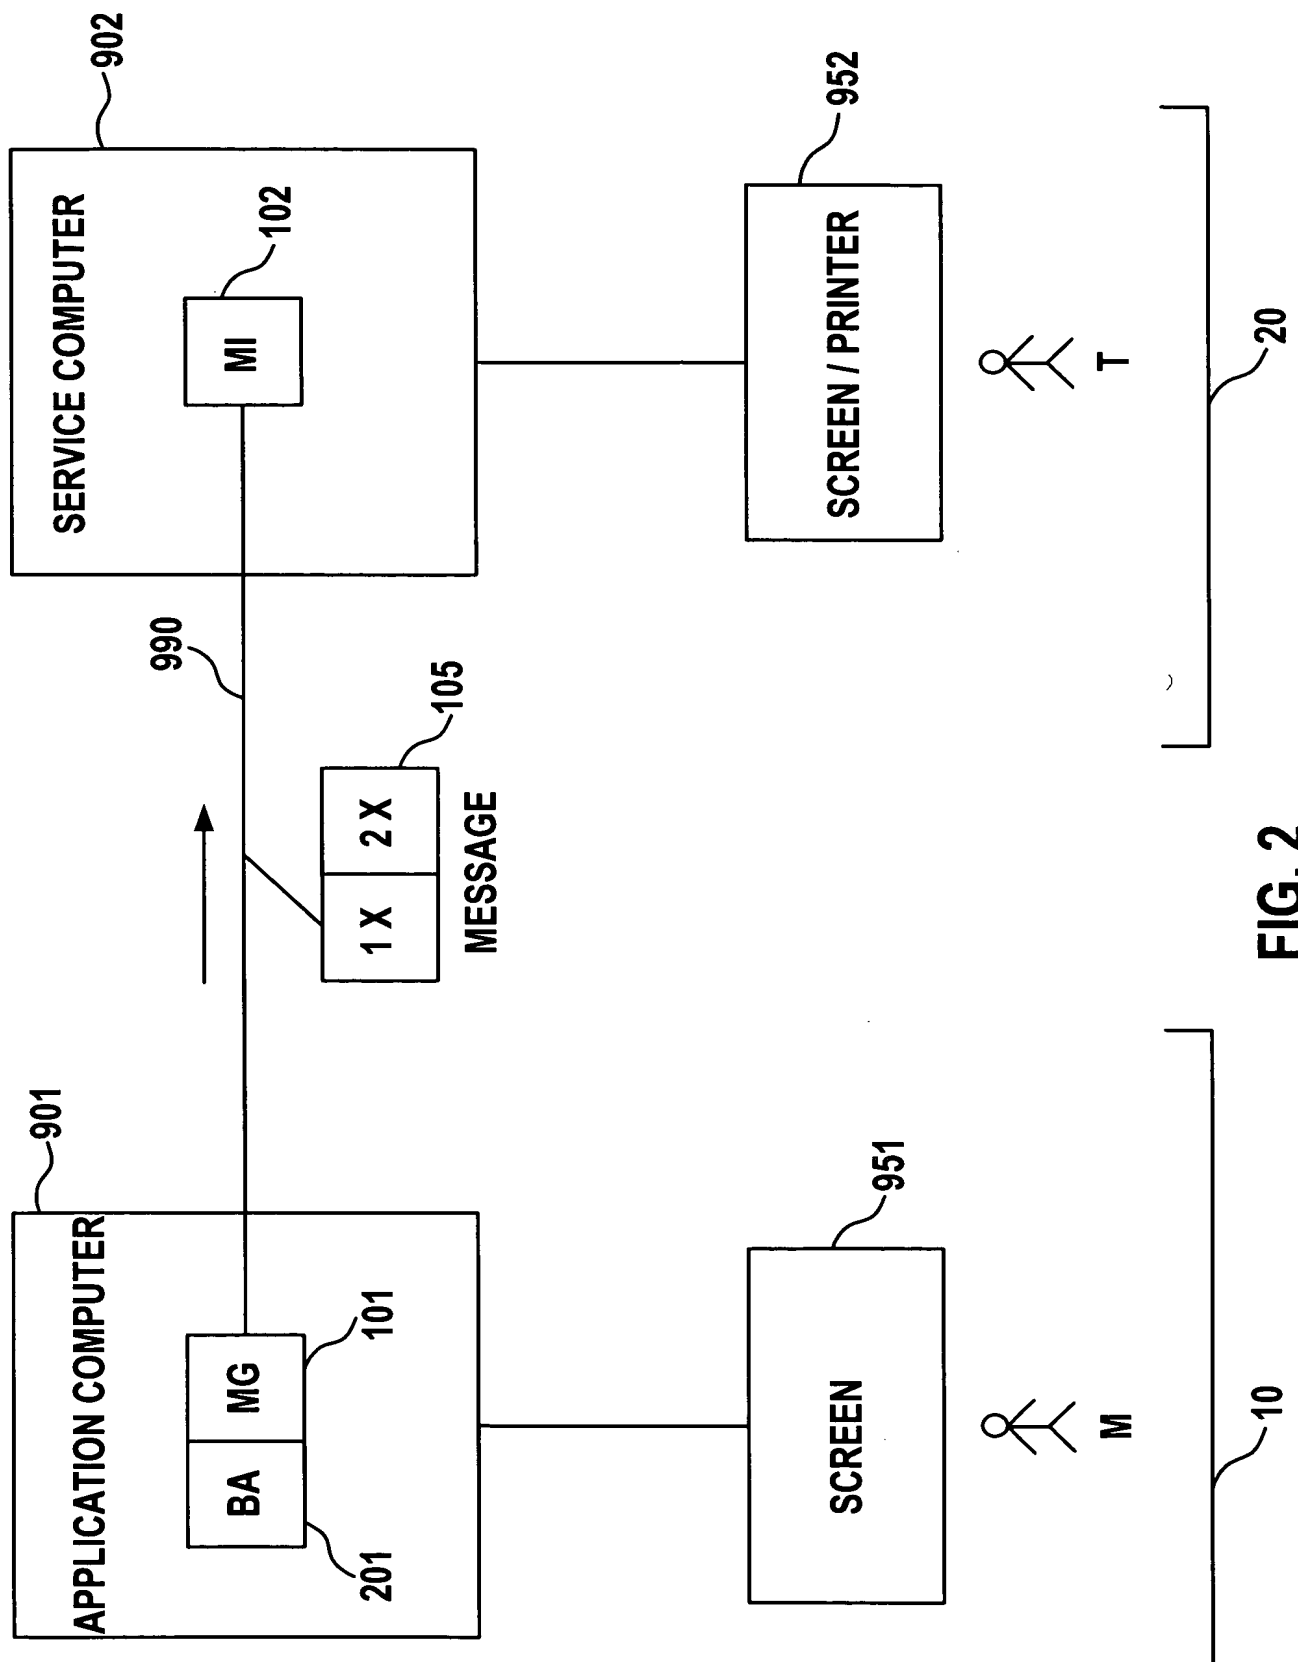 APPLICATION COMPUTER
901
BA
MG
201
101
SCREEN
951
M
10
990
1 X
2 X
105
MESSAGE
SERVICE COMPUTER
902
MI
102
SCREEN / PRINTER
952
T
20
FIG. 2